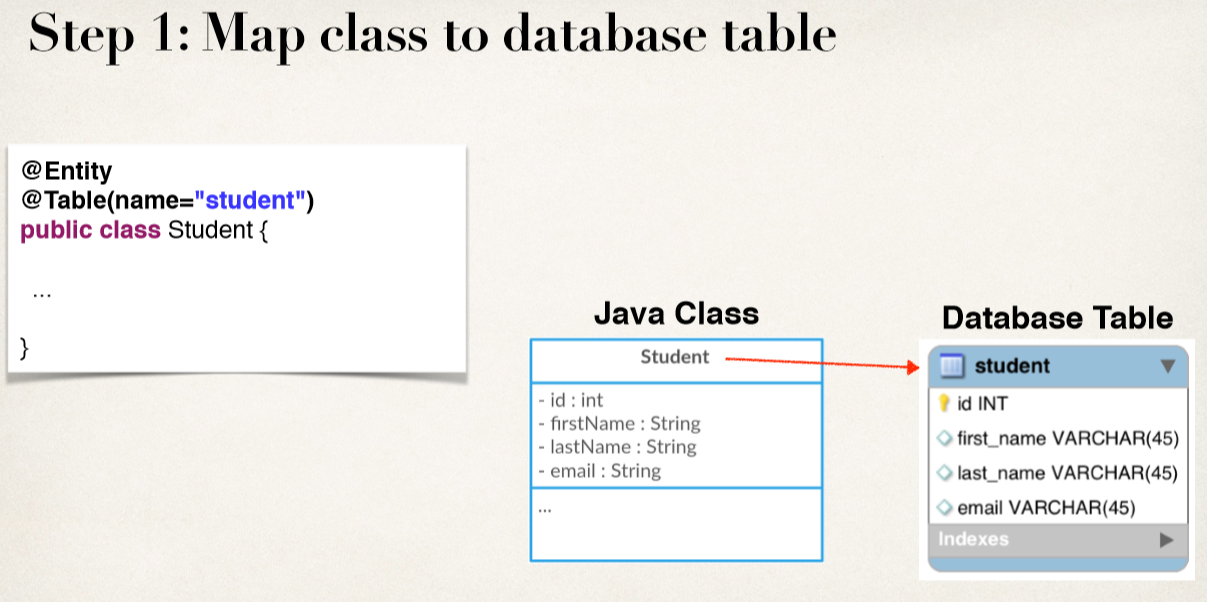 Step 1: Map class to database table
@Entity
@Table(name="student")
public class Student {
...
}
Java Class
Student
- id : int
- firstName : String
- lastName : String
- email : String
...
Database Table
student
id INT
first_name VARCHAR(45)
last_name VARCHAR(45)
email VARCHAR(45)
Indexes